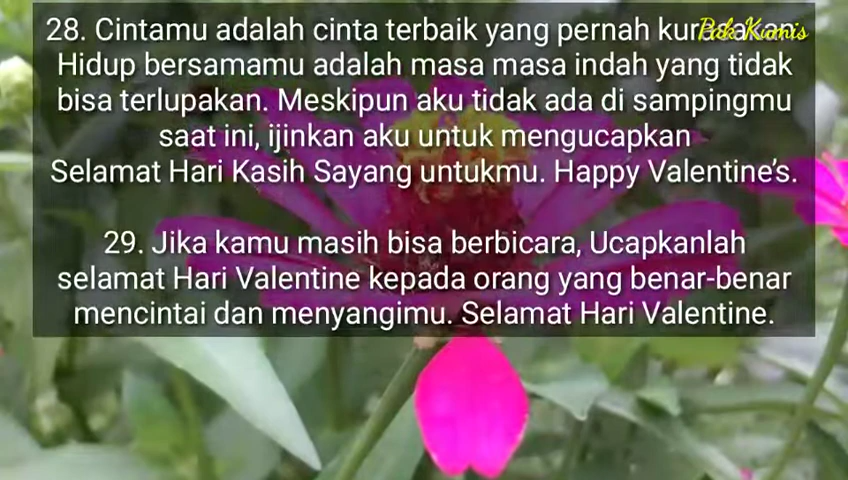 28. Cintamu adalah cinta terbaik yang pernah kurasakan.
Pak Kumis
Hidup bersamamu adalah masa masa indah yang tidak
bisa terlupakan. Meskipun aku tidak ada di sampingmu
saat ini, ijinkan aku untuk mengucapkan
Selamat Hari Kasih Sayang untukmu. Happy Valentine's.
29. Jika kamu masih bisa berbicara, Ucapkanlah
selamat Hari Valentine kepada orang yang benar-benar
mencintai dan menyangimu. Selamat Hari Valentine.